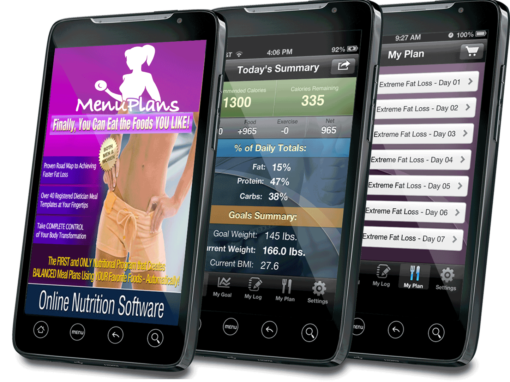 MenuPlans
Finally, You Can Eat the Foods YOU LIKE!
Proven Road Map to Achieving
Faster Fat Loss
Over 40 Registered Dietician Meal
Templates at Your Fingertips
Take COMPLETE CONTROL
of Your Body Transformation
The FIRST and ONLY Nutritional
BALANCED Meal Plans Using YOUR Favorite Foods - Automatically!
Online Nutrition Software
MENU
4:06 PM 92%
Today's Summary
Calories Calories Remaining
1300 335
Food Exercise Net
+965 -0 965
% of Daily Totals:
Fat: 15%
Protein: 47%
Carbs: 38%
Goals Summary:
Goal Weight: 145 lbs.
urrent Weight: 166.0 lbs.
Current BMI: 27.6
My Goal My Log My Plan Settings
MENU
9:27 AM 100%
My Plan
Extreme Fat Loss - Day 01
Extreme Fat Loss - Day 02
Extreme Fat Loss - Day 03
Extreme Fat Loss - Day 04
Extreme Fat Loss - Day 05
Extreme Fat Loss - Day 06
Extreme Fat Loss - Day 07
My Log My Plan Settings